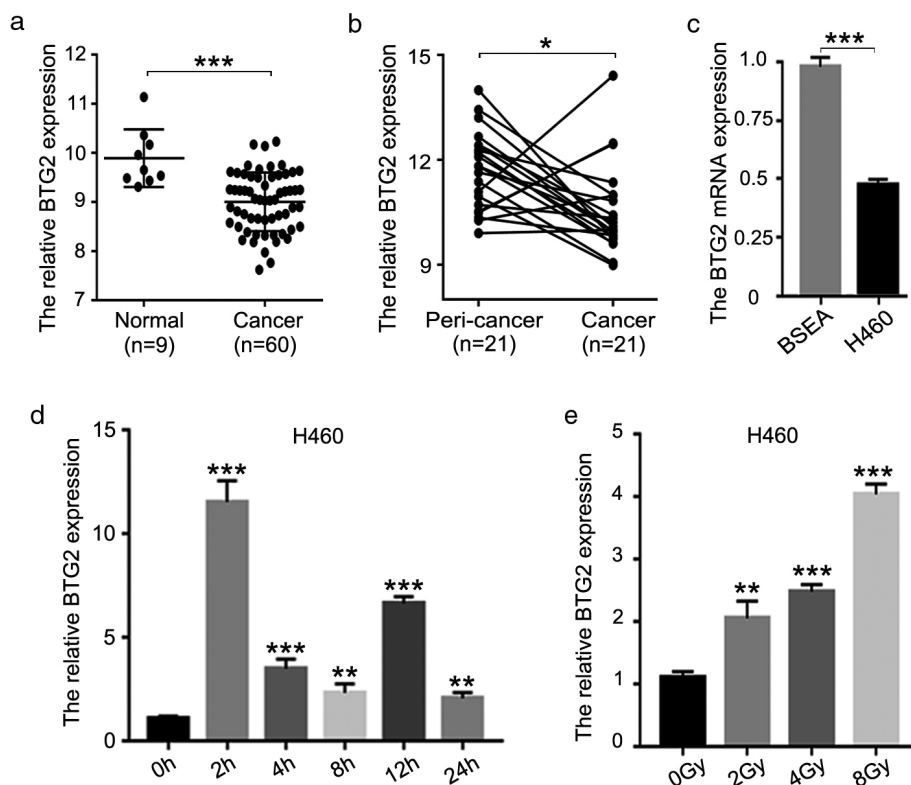 a
The relative BTG2 expression
12
11
10
9
8
7
***
Normal
(n=9)
Cancer
(n=60)
b
The relative BTG2 expression
15
12
9
*
Peri-cancer
(n=21)
Cancer
(n=21)
c
The BTG2 mRNA expression
1.0
0.75
0.5
0.25
0
***
BSEA
H460
d
H460
The relative BTG2 expression
15
10
5
0
***
***
**
***
**
0h
2h
4h
8h
12h
24h
e
H460
The relative BTG2 expression
5
4
3
2
1
0
**
***
***
0Gy
2Gy
4Gy
8Gy